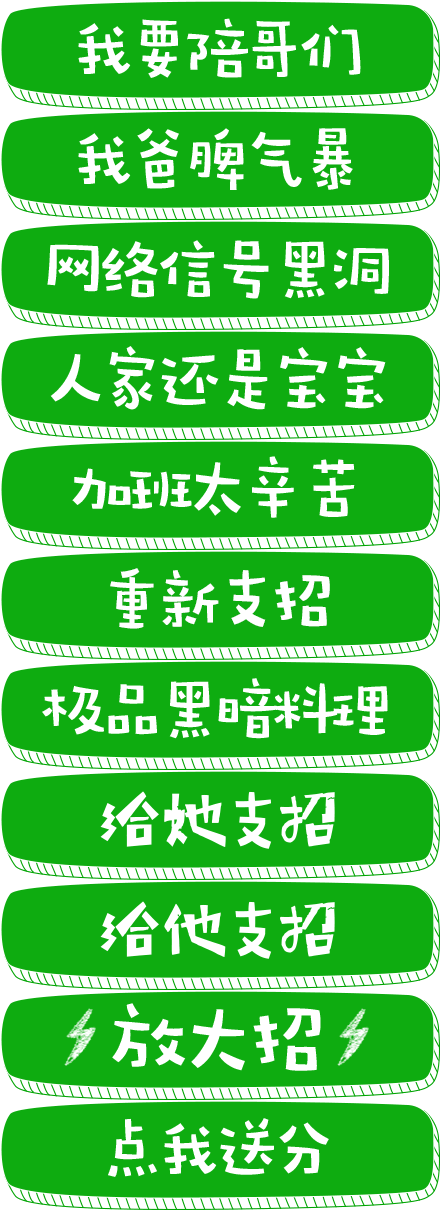 我要陪哥们
我爸脾气暴
网络信号黑洞
人家还是宝宝
加班太辛苦
重新支招
极品黑暗料理
给她支招
给他支招
放大招
点我送分